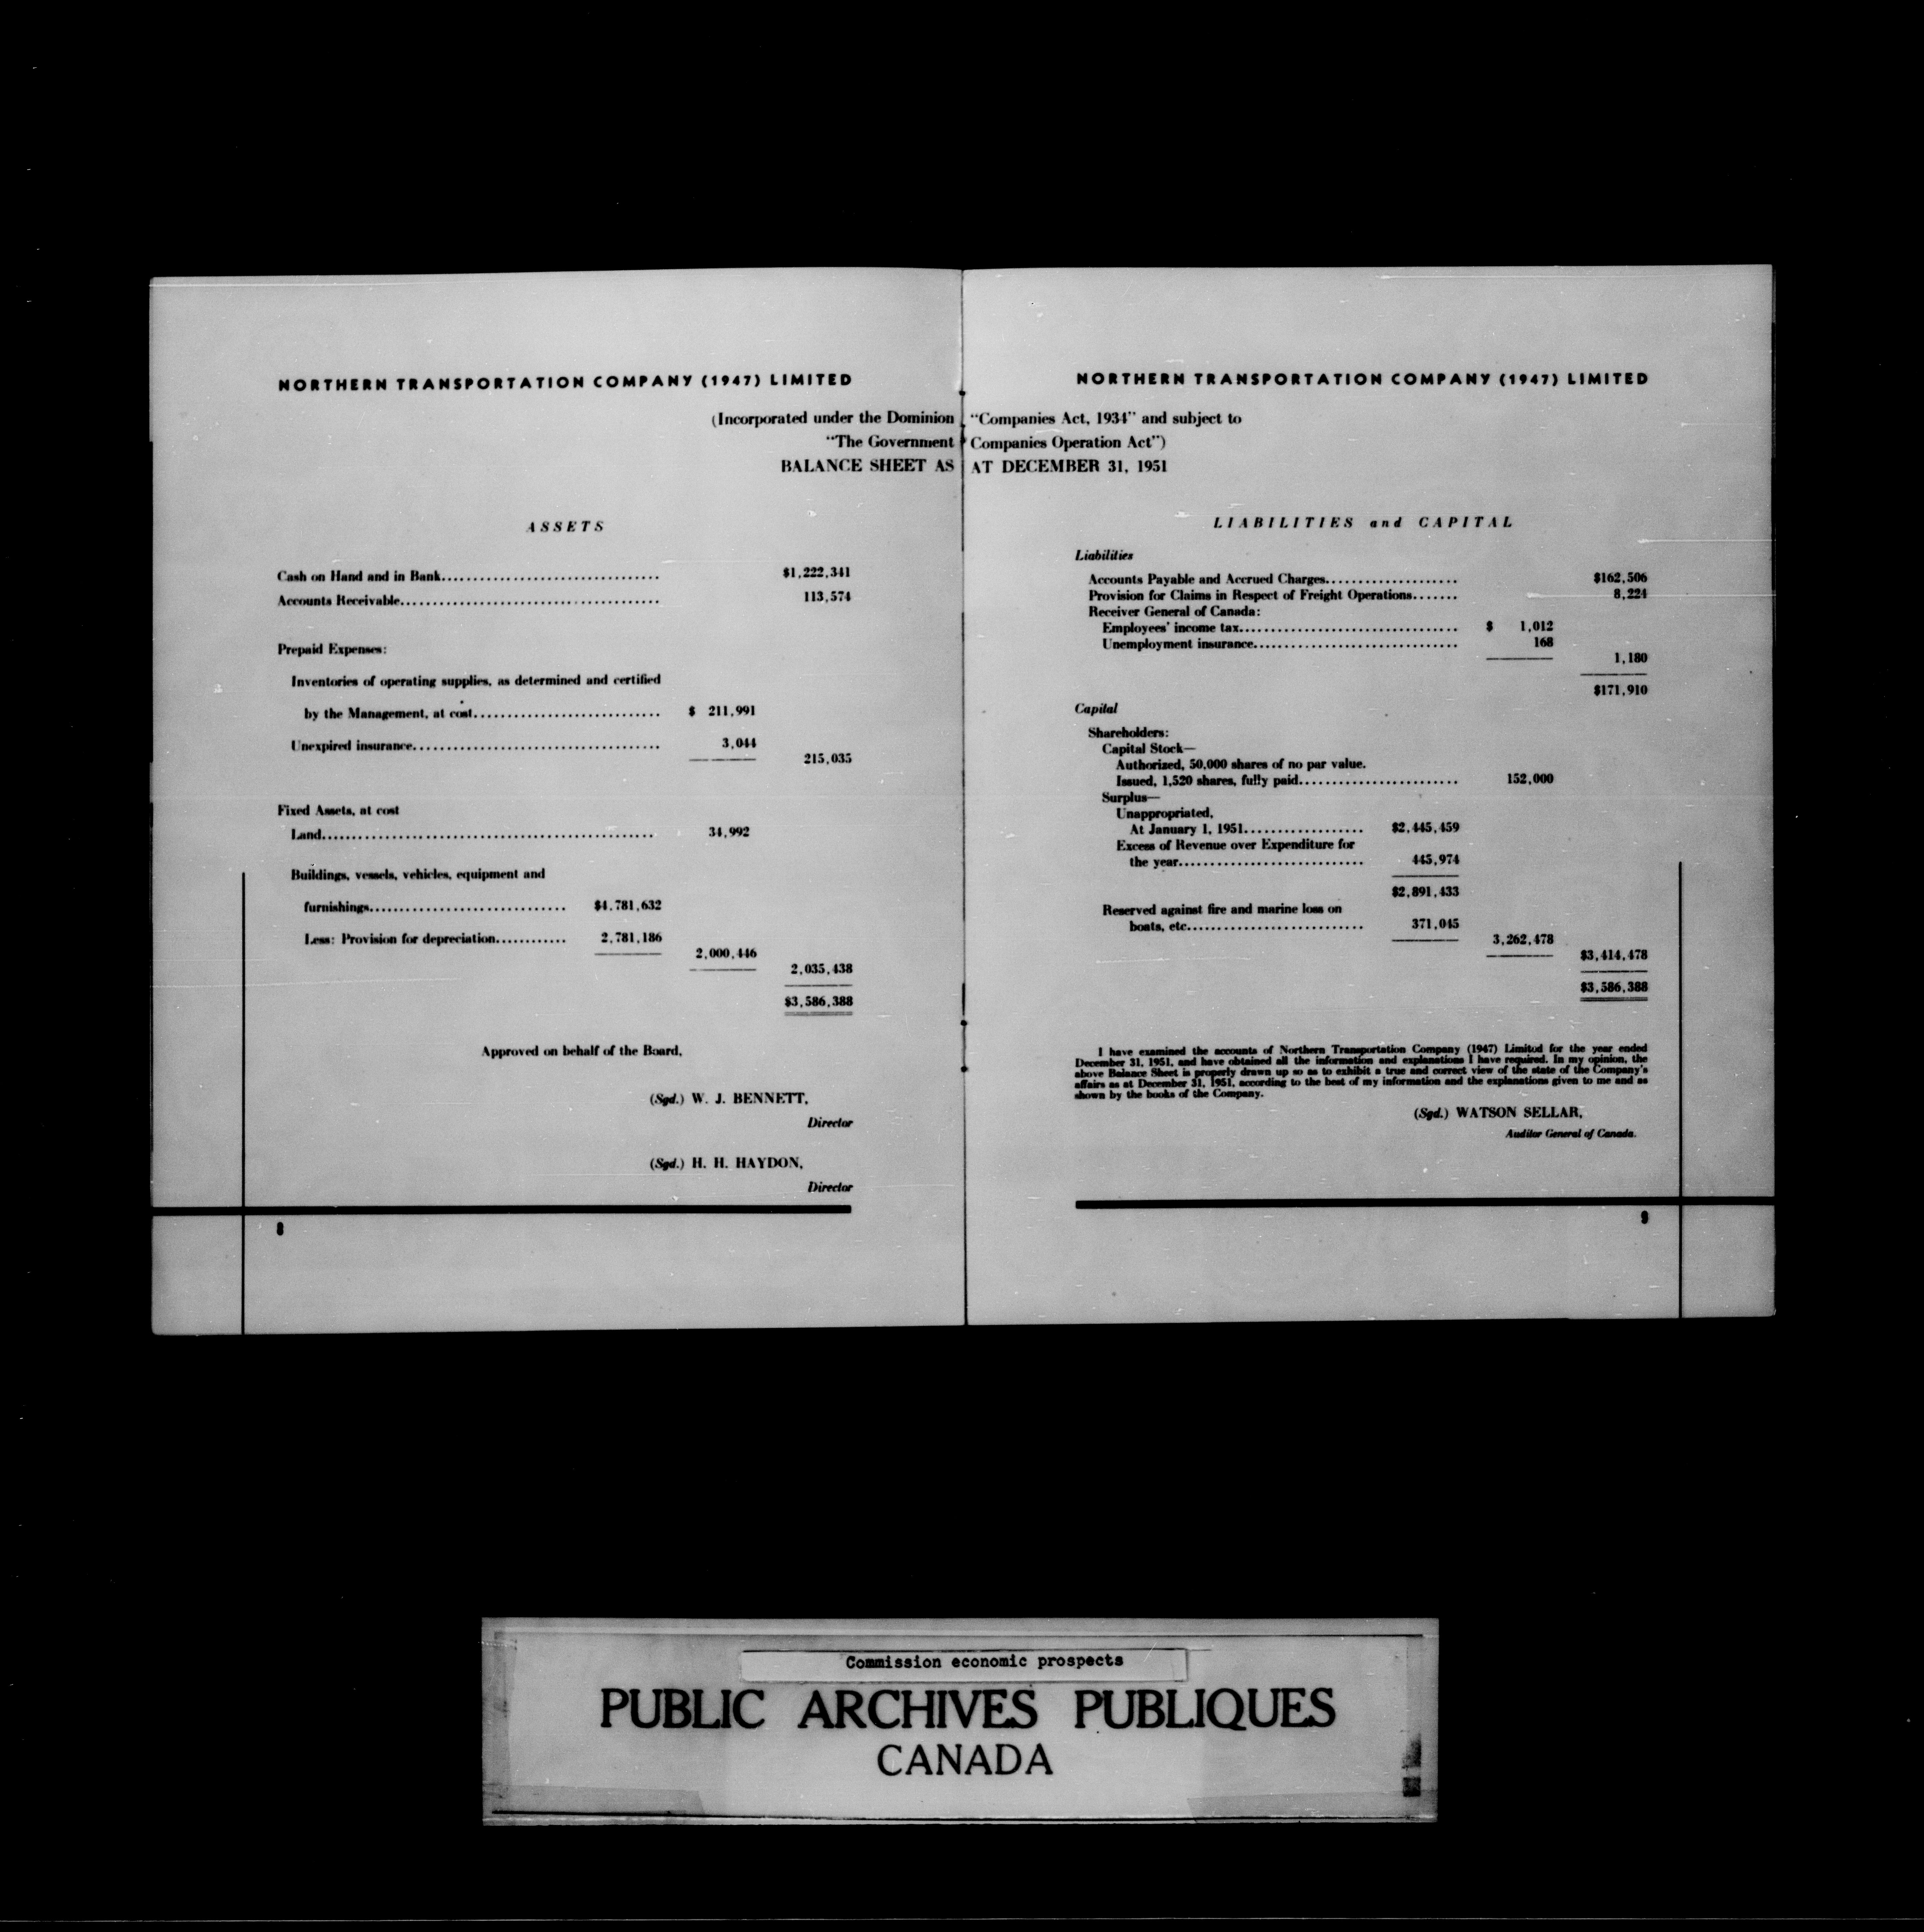 NORTHERN TRANSPORTATION COMPANY (1947) LIMITED
(Incorporated under the Dominion
"The Government
BALANCE SHEET AS
ASSETS
Cash on Hand and in Bank................................ $1,222,341
Accounts Receivable...................................... 113,574
Prepaid Expenses:
Inventories of operating supplies, as determined and certified
by the Management, at cost............................ $ 211,991
Unexpired insurance.................................... 3,044
215,035
Fixed Assets, at cost
Land.................................................. 34,992
Buildings, vessels, vehicles, equipment and
furnishings............................. $4,781,632
Less: Provision for depreciation............ 2,781,186
2,000,446
2,035,438
$3,586,388
Approved on behalf of the Board,
(Sgd.) W. J. BENNETT,
Director
(Sgd.) H. H. HAYDON,
Director
8
NORTHERN TRANSPORTATION COMPANY (1947) LIMITED
"Companies Act, 1934" and subject to
Companies Operation Act")
AT DECEMBER 31, 1951
LIABILITIES and CAPITAL
Liabilities
Accounts Payable and Accrued Charges.................... $162,506
Provision for Claims in Respect of Freight Operations....... 8,224
Receiver General of Canada:
Employees' income tax................................. $ 1,012
Unemployment insurance............................... 168
1,180
$171,910
Capital
Shareholders:
Capital Stock—
Authorized, 50,000 shares of no par value.
Issued, 1,520 shares, fully paid........................ 152,000
Surplus—
Unappropriated,
At January 1, 1951.................. $2,445,459
Excess of Revenue over Expenditure for
the year............................ 445,974
$2,891,433
Reserved against fire and marine loss on
boats, etc........................... 371,045
3,262,478
$3,414,478
$3,586,388
I have examined the accounts of Northern Transportation Company (1947) Limited for the year ended
December 31, 1951, and have obtained all the information and explanations I have required. In my opinion, the
above Balance Sheet is properly drawn up so as to exhibit a true and correct view of the state of the Company's
affairs as at December 31, 1951, according to the best of my information and the explanations given to me and as
shown by the books of the Company.
(Sgd.) WATSON SELLAR,
Auditor General of Canada.
9
Commission economic prospects
PUBLIC ARCHIVES PUBLIQUES
CANADA